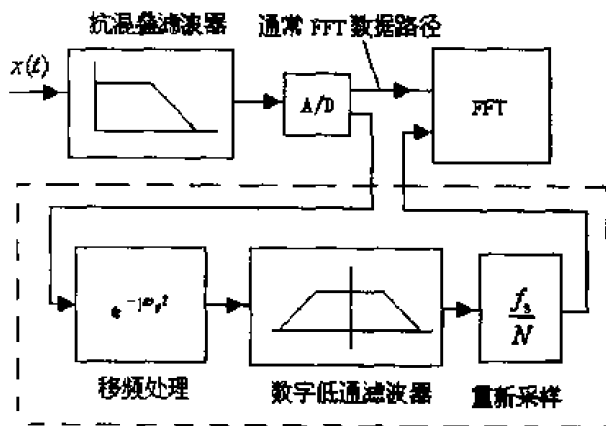 抗混叠滤波器
通常 FFT 数据路径
x(t)
A/D
FFT
e^{-jω_0 t}
f_s
N
移频处理
数字低通滤波器
重新采样